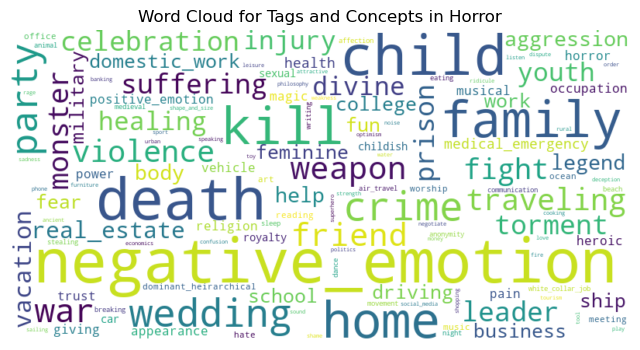 Word Cloud for Tags and Concepts in Horror
office
animal
celebration
injury
child
affection
dispute
listen
aggression
domestic_work
health
eating
ridicule
order
youth
horror
party
monster
military
rage
banking
suffering
sexual
leisure
attractive
philosophy
divine
musical
occupation
positive_emotion
medieval
shape_and_size
magic
writing
college
work
prison
family
healing
kill
fun
noise
sport
urban
speaking
optimism
childish
medical_emergency
rural
violence
toy
feminine
weapon
fight
legend
sadness
phone
furniture
body
vehicle
art
air_travel
worship
ocean
communication
deception
fear
power
death
help
strength
crime
traveling
beach
cooking
vacation
ancient
real_estate
religion
sleep
reading
superhero
friend
anonymity
money
torment
love
fire
stealing
economics
confusion
royalty
politics
negotiate
heroic
negative_emotion
sailing
trust
dominant_heirarchical
dance
driving
movement
social_media
shopping
white_collar_job
pain
ship
war
breaking
car
wedding
school
sound
home
music
leader
meeting
giving
appearance
hate
shame
night
business
tool
play